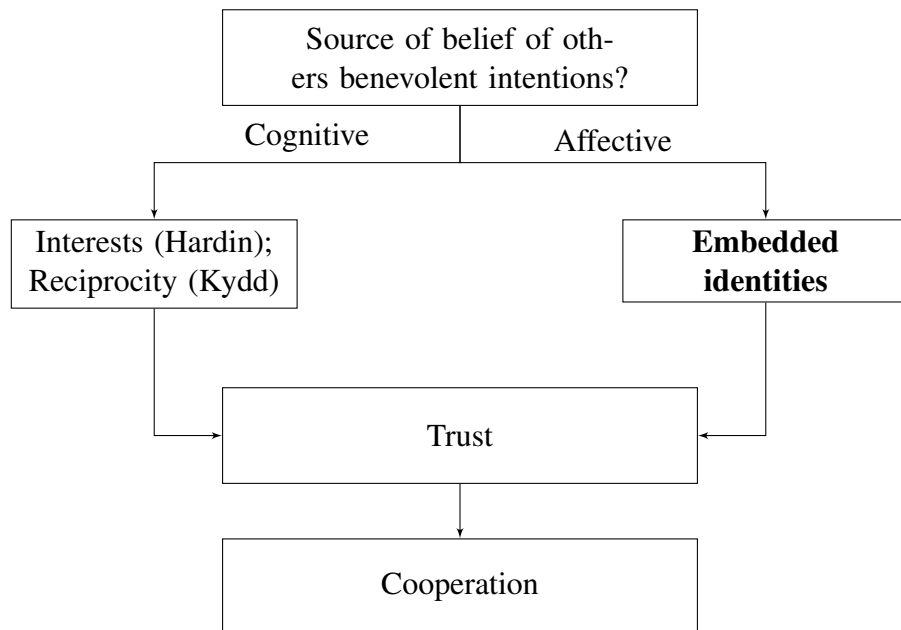 Source of belief of oth-
ers benevolent intentions?
Cognitive
Affective
Interests (Hardin);
Reciprocity (Kydd)
Embedded
identities
Trust
Cooperation